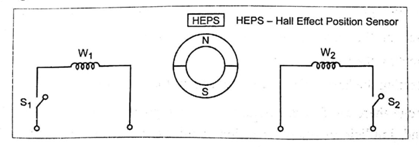 HEPS HEPS – Hall Effect Position Sensor
W1 N W2
S1 S S2